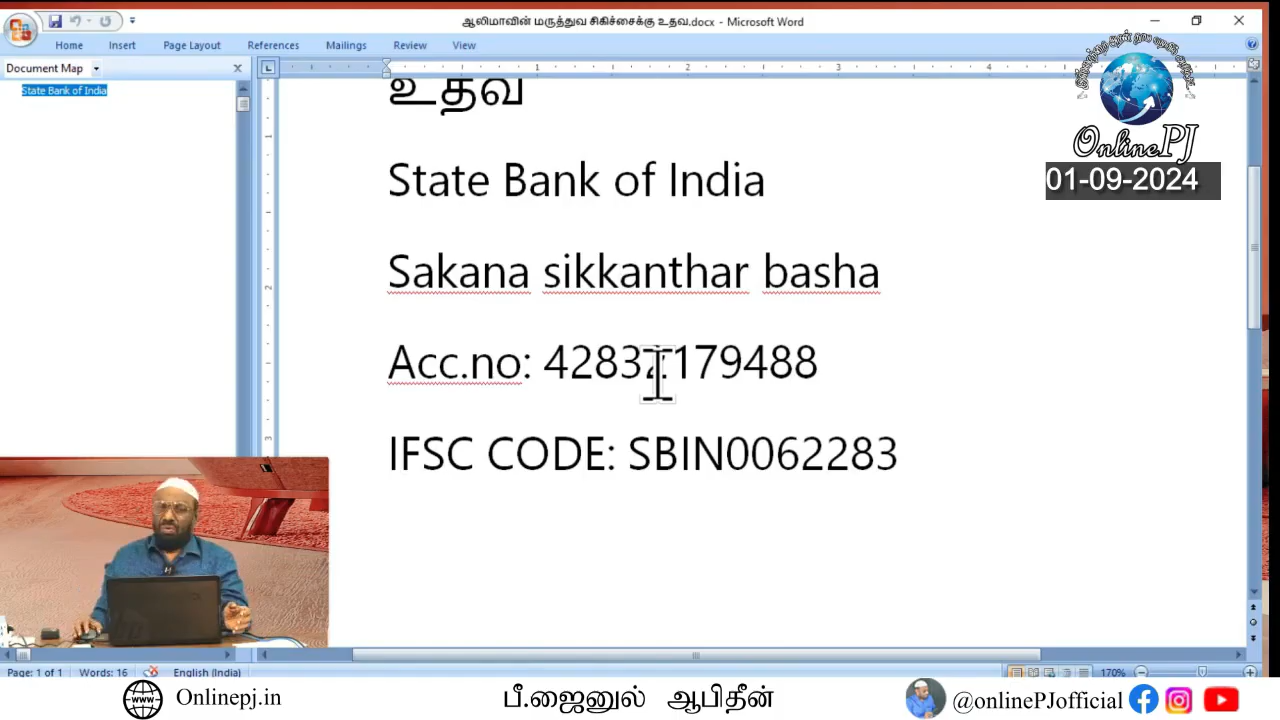 ஆலிமாவின் மருத்துவ சிகிச்சைக்கு உதவ.docx - Microsoft Word
Home Insert Page Layout References Mailings Review View
Document Map
State Bank of India
உதவ
State Bank of India
Sakana sikkanthar basha
Acc.no: 42832179488
IFSC CODE: SBIN0062283
OnlinePJ
01-09-2024
Page: 1 of 1 Words: 16 English (India) 170%
www
Onlinepj.in
பீ.ஜைனுல் ஆபிதீன்
@onlinePJofficial